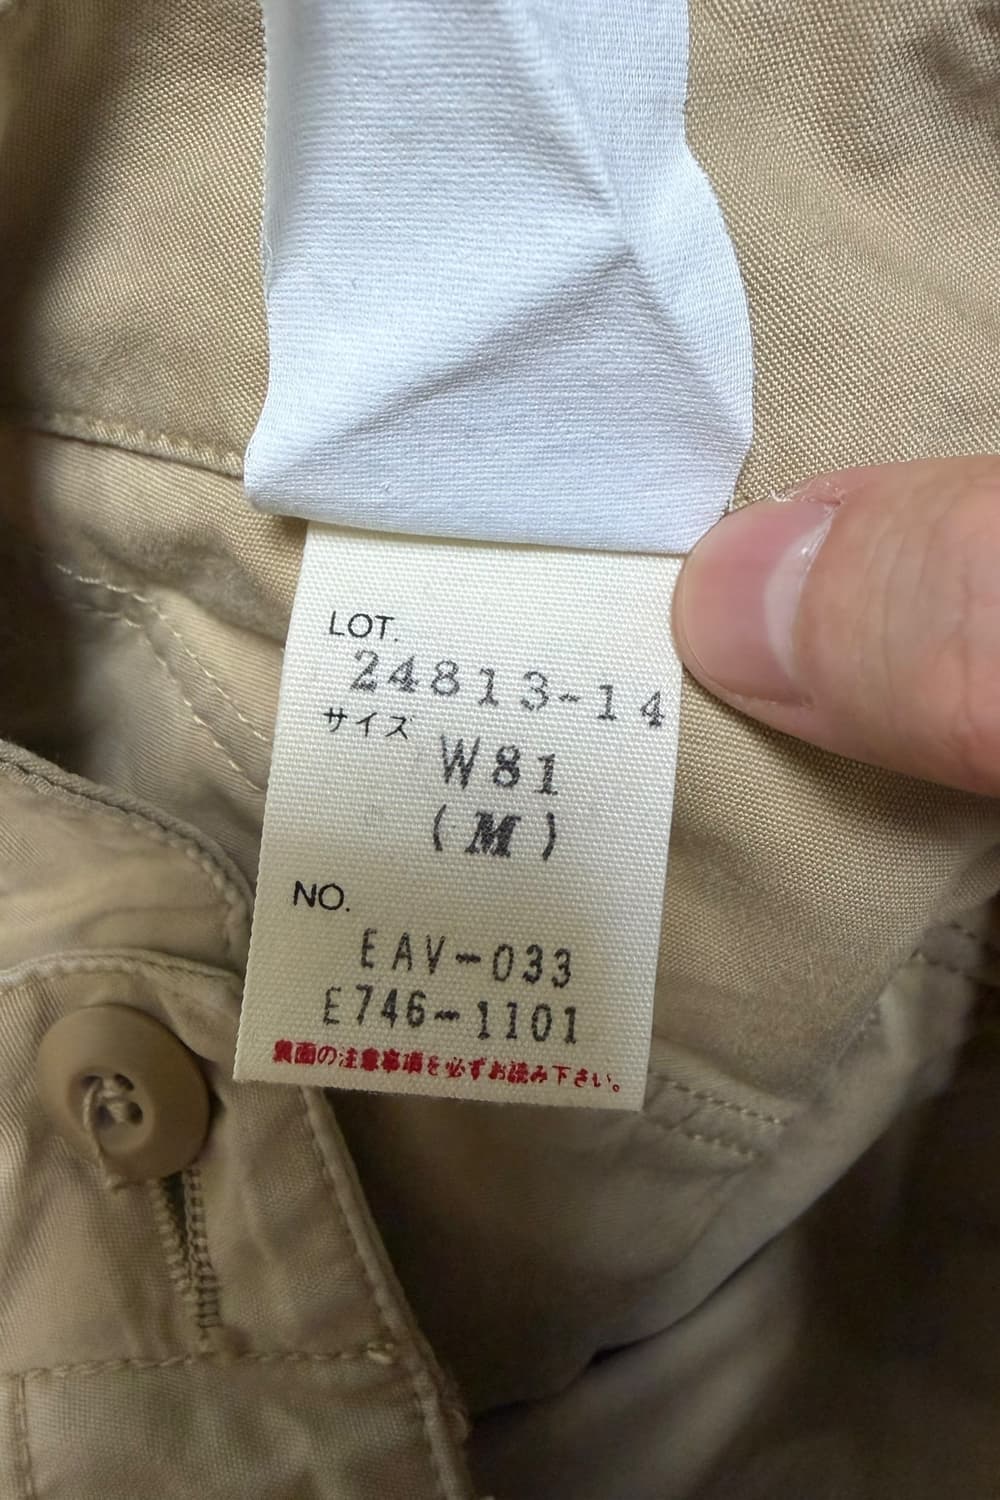 LOT.
24813-14
サイズ
W81
(M)
NO.
EAV-033
E746-1101
裏面の注意事項を必ずお読み下さい。